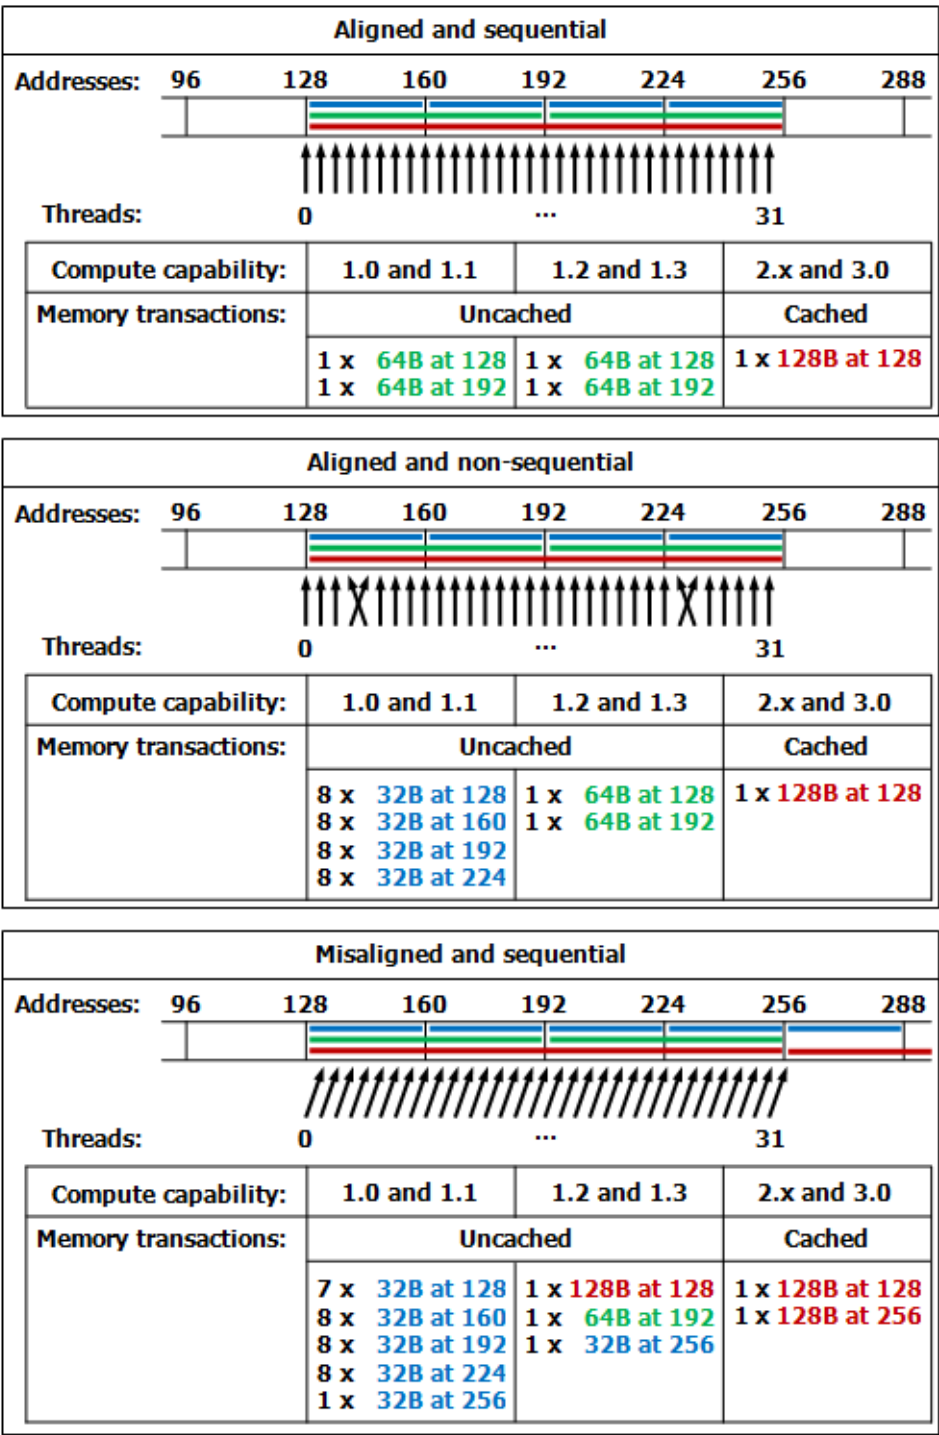 Aligned and sequential
Addresses: 96 128 160 192 224 256 288
Threads: 0 ... 31
Compute capability: 1.0 and 1.1 1.2 and 1.3 2.x and 3.0
Memory transactions: Uncached Cached
1 x 64B at 128 1 x 64B at 128 1 x 128B at 128
1 x 64B at 192 1 x 64B at 192
Aligned and non-sequential
Addresses: 96 128 160 192 224 256 288
Threads: 0 ... 31
Compute capability: 1.0 and 1.1 1.2 and 1.3 2.x and 3.0
Memory transactions: Uncached Cached
8 x 32B at 128 1 x 64B at 128 1 x 128B at 128
8 x 32B at 160 1 x 64B at 192
8 x 32B at 192
8 x 32B at 224
Misaligned and sequential
Addresses: 96 128 160 192 224 256 288
Threads: 0 ... 31
Compute capability: 1.0 and 1.1 1.2 and 1.3 2.x and 3.0
Memory transactions: Uncached Cached
7 x 32B at 128 1 x 128B at 128 1 x 128B at 128
8 x 32B at 160 1 x 64B at 192 1 x 128B at 256
8 x 32B at 192 1 x 32B at 256
8 x 32B at 224
1 x 32B at 256